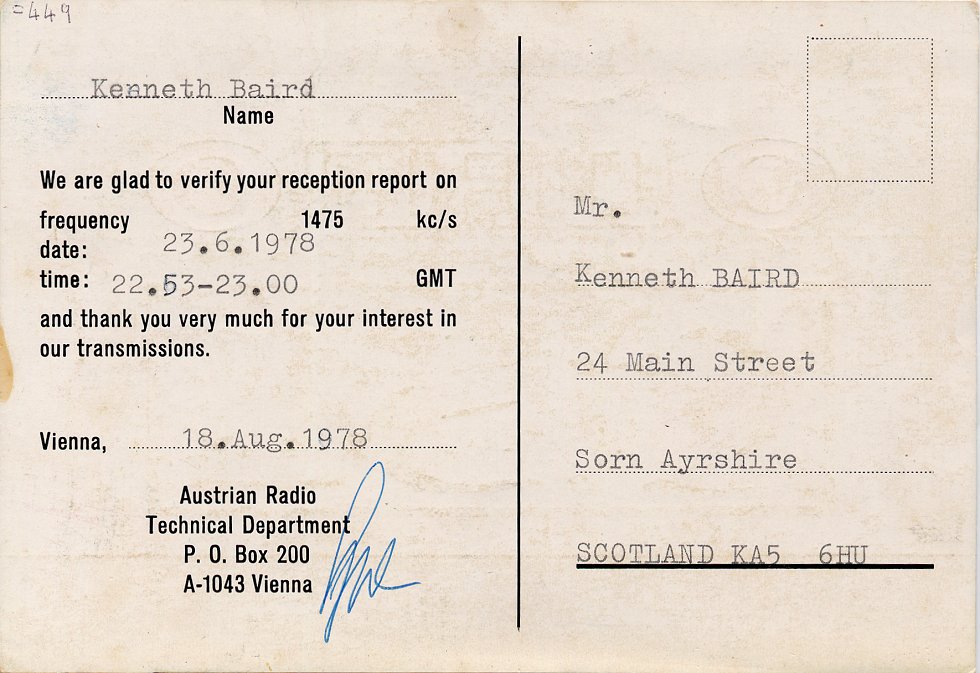 =449
Kenneth Baird
Name
We are glad to verify your reception report on
frequency 1475 kc/s
date: 23.6.1978
time: 22.53-23.00 GMT
and thank you very much for your interest in
our transmissions.
Vienna, 18.Aug.1978
Austrian Radio
Technical Department
P. O. Box 200
A-1043 Vienna
Mr.
Kenneth BAIRD
24 Main Street
Sorn Ayrshire
SCOTLAND KA5 6HU